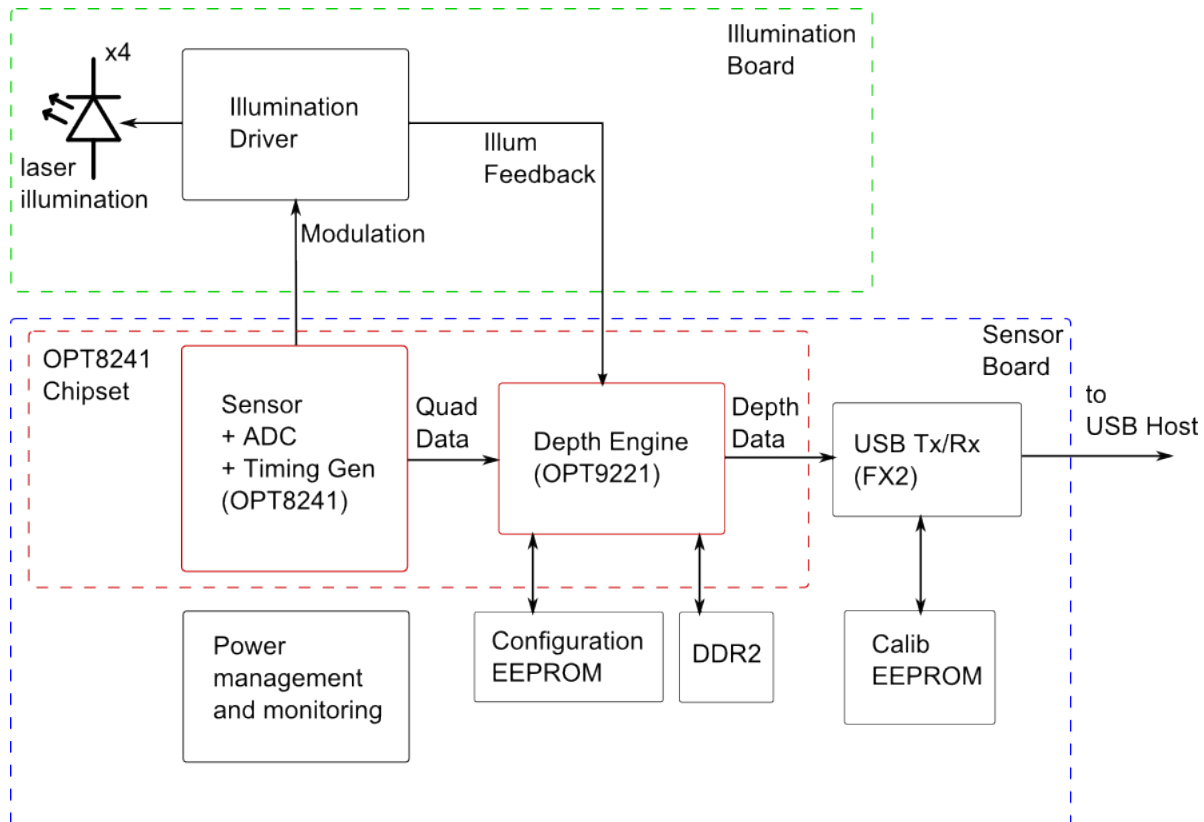 x4
Illumination
Board
Illumination
Driver
laser
illumination
Illum
Feedback
Modulation
OPT8241
Chipset
Sensor
Board
Sensor
+ ADC
+ Timing Gen
(OPT8241)
Quad
Data
Depth Engine
(OPT9221)
Depth
Data
USB Tx/Rx
(FX2)
to
USB Host
Power
management
and monitoring
Configuration
EEPROM
DDR2
Calib
EEPROM